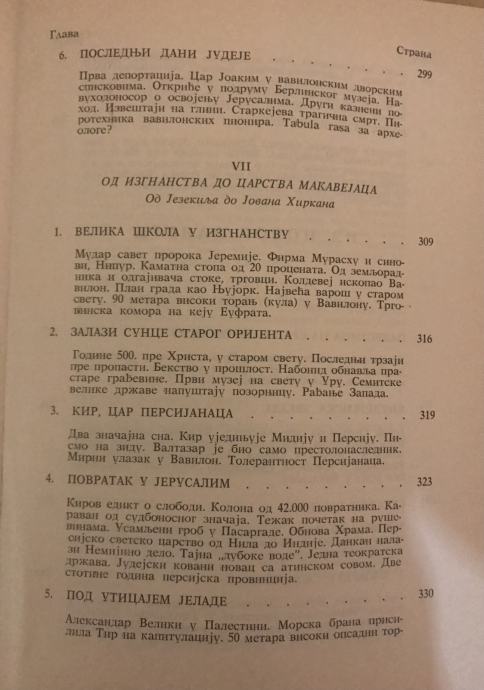 Глава
Страна
6. ПОСЛЕДЊИ ДАНИ ЈУДЕЈЕ . . . . . . . 299
Прва депортација. Цар Јоаким у вавилонским дворским
списковима. Откриће у подруму Берлинског музеја. На-
вуходоносор о освојењу Јерусалима. Други казнени по-
ход. Извештаји на глини. Старкејева трагична смрт. Пи-
ротехника вавилонских пионира. Tabula rasa за архе-
ологе?
VII
ОД ИЗГНАНСТВА ДО ЦАРСТВА МАКАВЕЈАЦА
Од Језекиља до Јована Хиркана
1. ВЕЛИКА ШКОЛА У ИЗГНАНСТВУ . . . . . . 309
Мудар савет пророка Јеремије. Фирма Мурасху и сино-
ви, Нипур. Каматна стопа од 20 процената. Од земљорад-
ника и одгајивача стоке, трговци. Колдевеј ископао Ва-
вилон. План града као Њујорк. Највећа варош у старом
свету. 90 метара високи торањ (кула) у Вавилону. Трго-
винска комора на кеју Еуфрата.
2. ЗАЛАЗИ СУНЦЕ СТАРОГ ОРИЈЕНТА . . . . . . 316
Године 500. пре Христа, у старом свету. Последњи трзаји
пре пропасти. Бекство у прошлост. Набонид обнавља пра-
старе грађевине. Први музеј на свету у Уру. Семитске
велике државе напуштају позорницу. Рађање Запада.
3. КИР, ЦАР ПЕРСИЈАНАЦА . . . . . . . 319
Два значајна сна. Кир уједињује Мидију и Персију. Пи-
смо на зиду. Валтазар је био само престолонаследник.
Мирни улазак у Вавилон. Толерантност Персијанаца.
4. ПОВРАТАК У ЈЕРУСАЛИМ . . . . . . . 323
Киров едикт о слободи. Колона од 42.000 повратника. Ка-
раван од судбоносног значаја. Тежак почетак на руше-
винама. Усамљени гроб у Пасаргаде. Обнова Храма. Пер-
сијско светско царство од Нила до Индије. Данкан нала-
зи Немијино дело. Тајна „дубоке воде". Једна теократска
држава. Јудејски ковани новац са атинском совом. Две
стотине година персијска провинција.
5. ПОД УТИЦАЈЕМ ЈЕЛАДЕ . . . . . . . 330
Александар Велики у Палестини. Морска брана приси-
лила Тир на капитулацију. 50 метара високи опсадни тор-